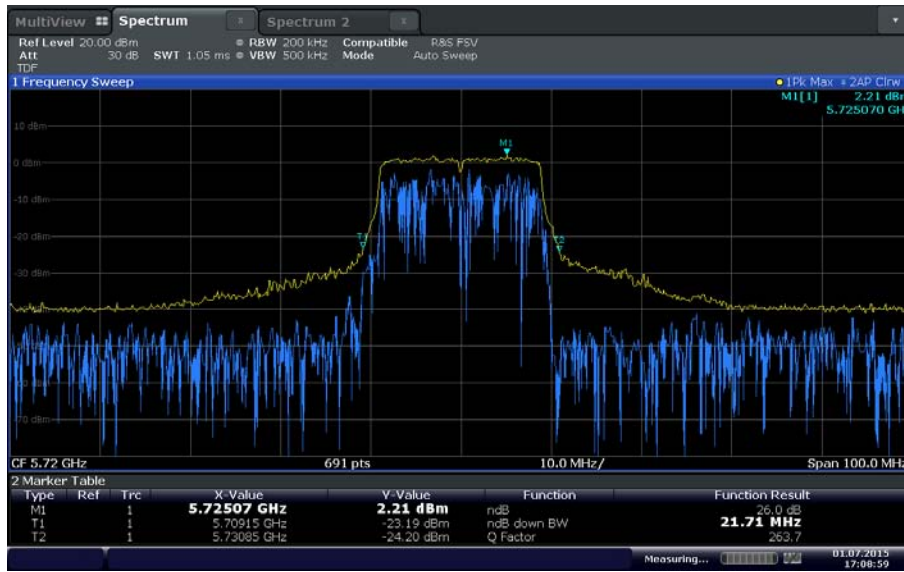 MultiView Spectrum x Spectrum 2 x
Ref Level 20.00 dBm RBW 200 kHz Compatible R&S FSV
Att 30 dB SWT 1.05 ms VBW 500 kHz Mode Auto Sweep
TDF
1 Frequency Sweep 1Pk Max 2AP Clrw
M1[1] 2.21 dBm
5.725070 GH
10 dBm
M1
0 dBm
-10 dBm
-20 dBm
T1 T2
-30 dBm
-70 dBm
CF 5.72 GHz 691 pts 10.0 MHz/ Span 100.0 MHz
2 Marker Table
Type Ref Trc X-Value Y-Value Function Function Result
M1 1 5.72507 GHz 2.21 dBm ndB 26.0 dB
T1 1 5.70915 GHz -23.19 dBm ndB down BW 21.71 MHz
T2 1 5.73085 GHz -24.20 dBm Q Factor 263.7
Measuring... 01.07.2015
17:08:59